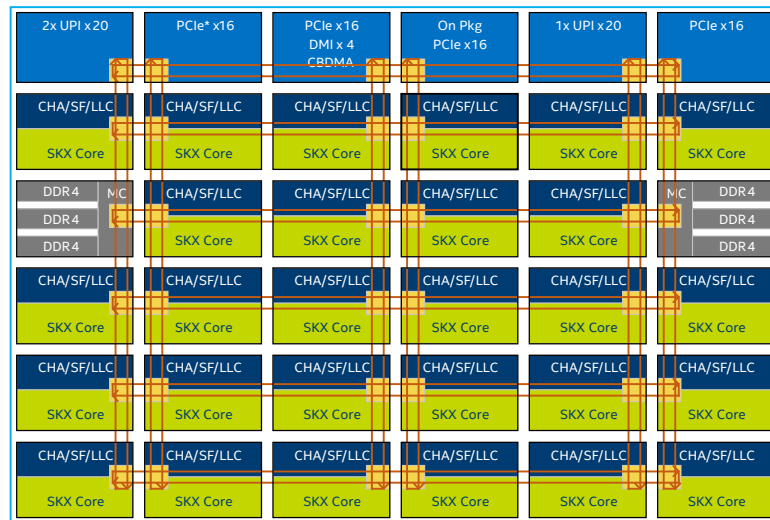 2x UPI x20
PCIe* x16
PCIe x16
DMI x 4
CBDMA
On Pkg
PCIe x16
1x UPI x20
PCIe x16
CHA/SF/LLC
SKX Core
CHA/SF/LLC
SKX Core
CHA/SF/LLC
SKX Core
CHA/SF/LLC
SKX Core
CHA/SF/LLC
SKX Core
CHA/SF/LLC
SKX Core
DDR4
DDR4
DDR4
MC
CHA/SF/LLC
SKX Core
CHA/SF/LLC
SKX Core
CHA/SF/LLC
SKX Core
CHA/SF/LLC
SKX Core
MC
DDR4
DDR4
DDR4
CHA/SF/LLC
SKX Core
CHA/SF/LLC
SKX Core
CHA/SF/LLC
SKX Core
CHA/SF/LLC
SKX Core
CHA/SF/LLC
SKX Core
CHA/SF/LLC
SKX Core
CHA/SF/LLC
SKX Core
CHA/SF/LLC
SKX Core
CHA/SF/LLC
SKX Core
CHA/SF/LLC
SKX Core
CHA/SF/LLC
SKX Core
CHA/SF/LLC
SKX Core
CHA/SF/LLC
SKX Core
CHA/SF/LLC
SKX Core
CHA/SF/LLC
SKX Core
CHA/SF/LLC
SKX Core
CHA/SF/LLC
SKX Core
CHA/SF/LLC
SKX Core